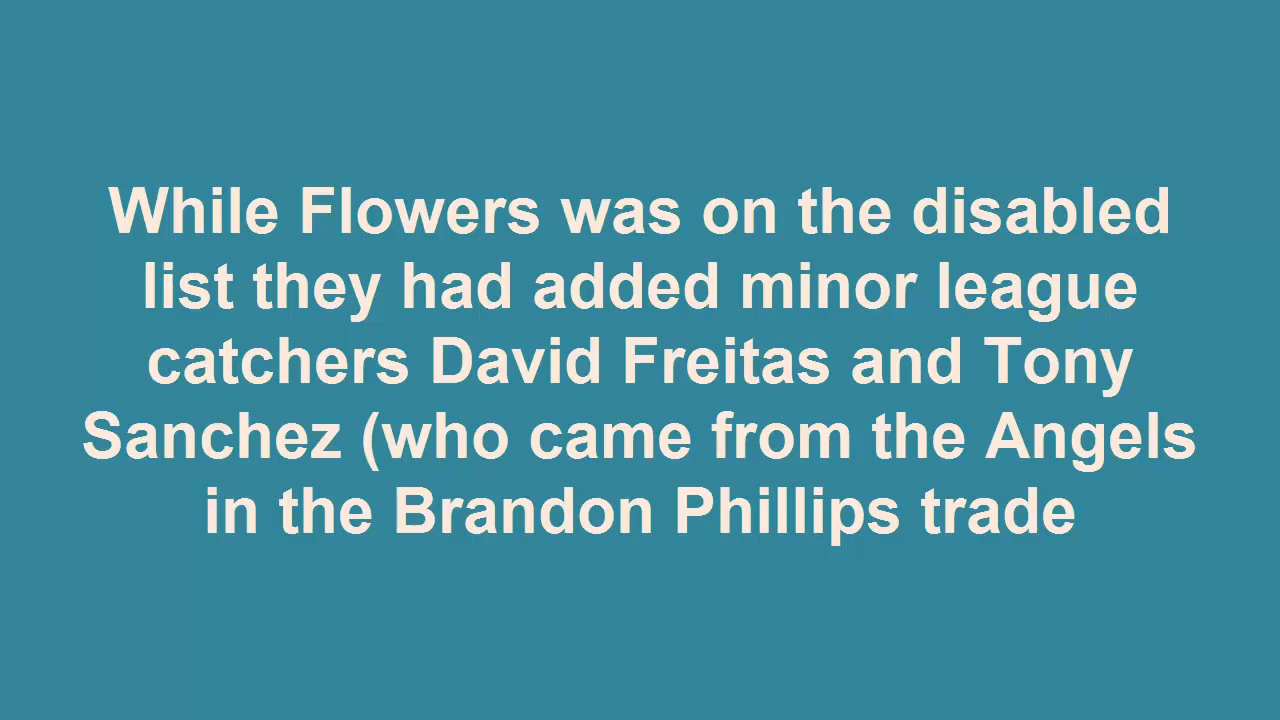 While Flowers was on the disabled
list they had added minor league
catchers David Freitas and Tony
Sanchez (who came from the Angels
in the Brandon Phillips trade